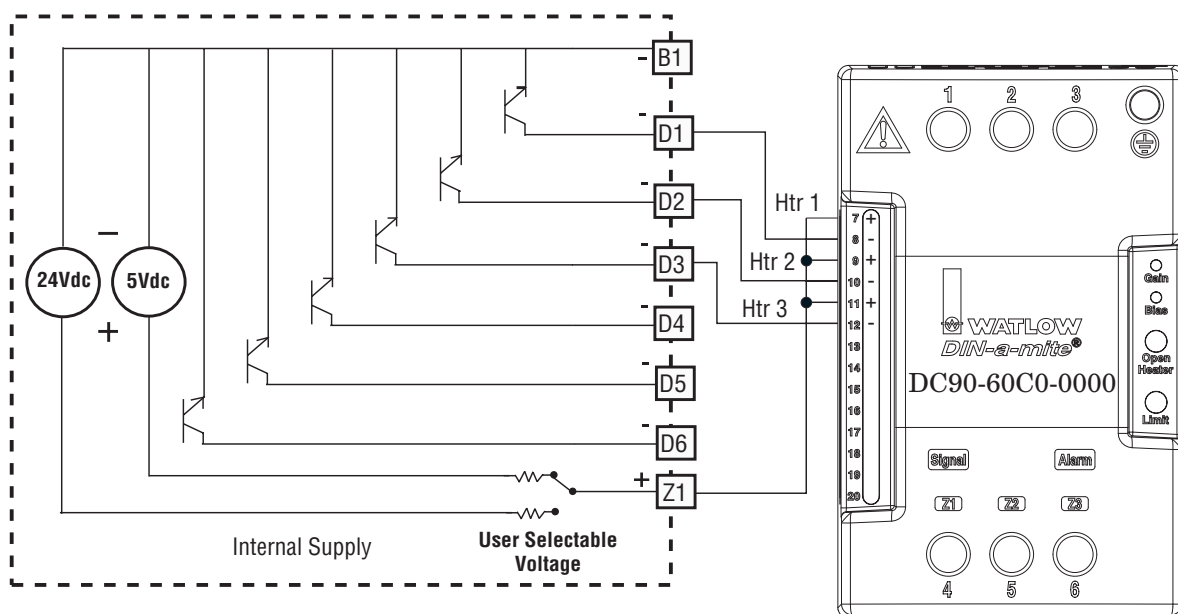 B1
-
D1
-
D2
-
D3
-
D4
-
D5
-
D6
-
Z1
+
24Vdc
5Vdc
–
+
Internal Supply
User Selectable
Voltage
Htr 1
Htr 2
Htr 3
1
2
3
7 +
8 -
9 +
10 -
11 +
12 -
13
14
15
16
17
18
19
20
WATLOW
DIN-a-mite®
DC90-60C0-0000
Gain
Bias
Open
Heater
Limit
Signal
Alarm
Z1
Z2
Z3
4
5
6